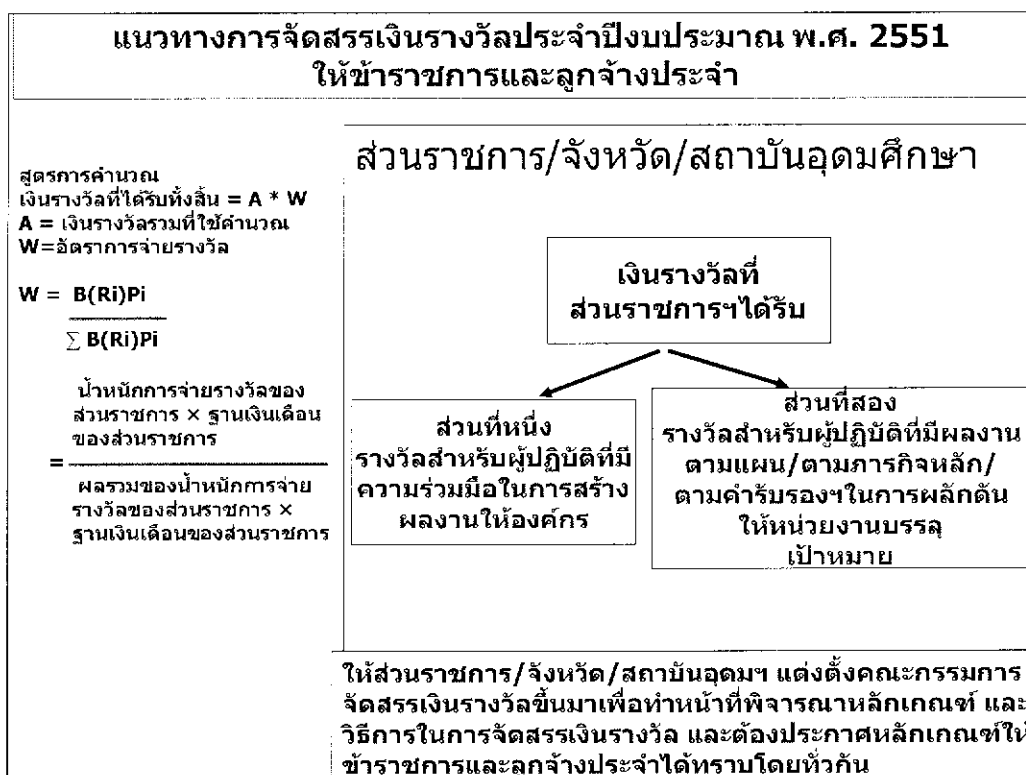 แนวทางการจัดสรรเงินรางวัลประจำปีงบประมาณ พ.ศ. 2551
ให้ข้าราชการและลูกจ้างประจำ
สูตรการคำนวณ
เงินรางวัลที่ได้รับทั้งสิ้น = A * W
A = เงินรางวัลรวมที่ใช้คำนวณ
W=อัตราการจ่ายรางวัล
W = B(Ri)Pi
∑ B(Ri)Pi
น้ำหนักการจ่ายรางวัลของ
ส่วนราชการ × ฐานเงินเดือน
ของส่วนราชการ
=
ผลรวมของน้ำหนักการจ่าย
รางวัลของส่วนราชการ ×
ฐานเงินเดือนของส่วนราชการ
ส่วนราชการ/จังหวัด/สถาบันอุดมศึกษา
เงินรางวัลที่
ส่วนราชการฯได้รับ
ส่วนที่หนึ่ง
รางวัลสำหรับผู้ปฏิบัติที่มี
ความร่วมมือในการสร้าง
ผลงานให้องค์กร
ส่วนที่สอง
รางวัลสำหรับผู้ปฏิบัติที่มีผลงาน
ตามแผน/ตามภารกิจหลัก/
ตามคำรับรองฯในการผลักดัน
ให้หน่วยงานบรรลุ
เป้าหมาย
ให้ส่วนราชการ/จังหวัด/สถาบันอุดมฯ แต่งตั้งคณะกรรมการ
จัดสรรเงินรางวัลขึ้นมาเพื่อทำหน้าที่พิจารณาหลักเกณฑ์ และ
วิธีการในการจัดสรรเงินรางวัล และต้องประกาศหลักเกณฑ์ให้
ข้าราชการและลูกจ้างประจำได้ทราบโดยทั่วกัน